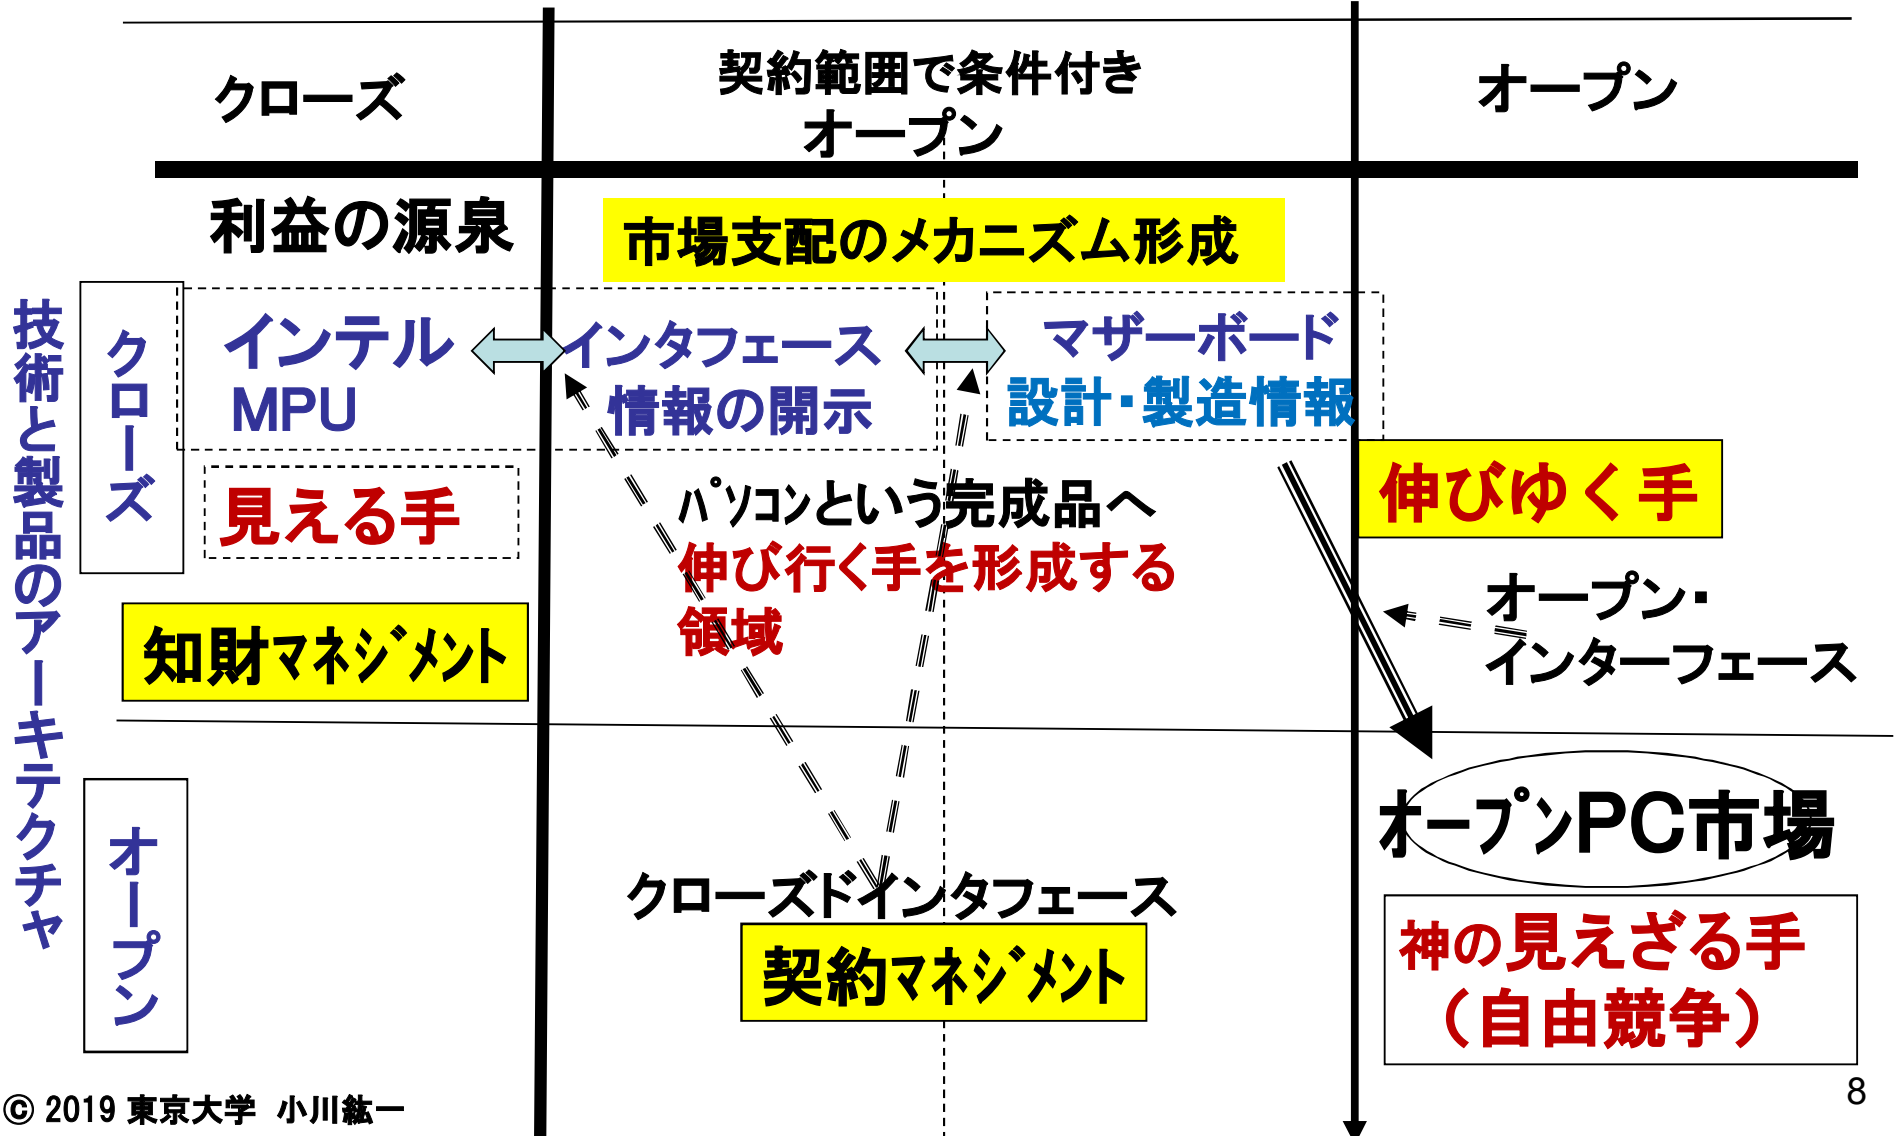 クローズ
契約範囲で条件付き
オープン
オープン
利益の源泉
市場支配のメカニズム形成
技術と製品のアーキテクチャ
クローズ
インテル
MPU
インタフェース
情報の開示
マザーボード
設計・製造情報
見える手
パソコンという完成品へ
伸び行く手を形成する
領域
伸びゆく手
知財マネジメント
オープン・
インターフェース
オープン
オープンPC市場
クローズドインタフェース
契約マネジメント
神の見えざる手
（自由競争）
© 2019 東京大学 小川紘一
8